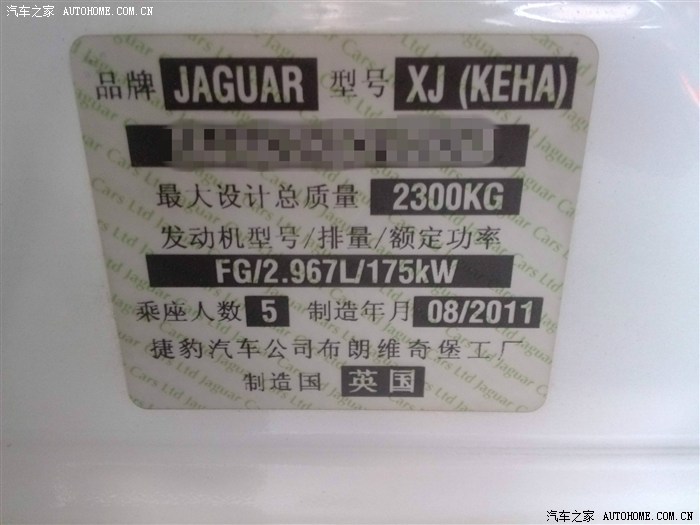 汽车之家 AUTOHOME.COM.CN
品牌 JAGUAR 型号 XJ (KEHA)
最大设计总质量 2300KG
发动机型号/排量/额定功率
FG/2.967L/175kW
乘座人数 5 制造年月 08/2011
捷豹汽车公司布朗维奇堡工厂
制造国 英国
汽车之家 AUTOHOME.COM.CN